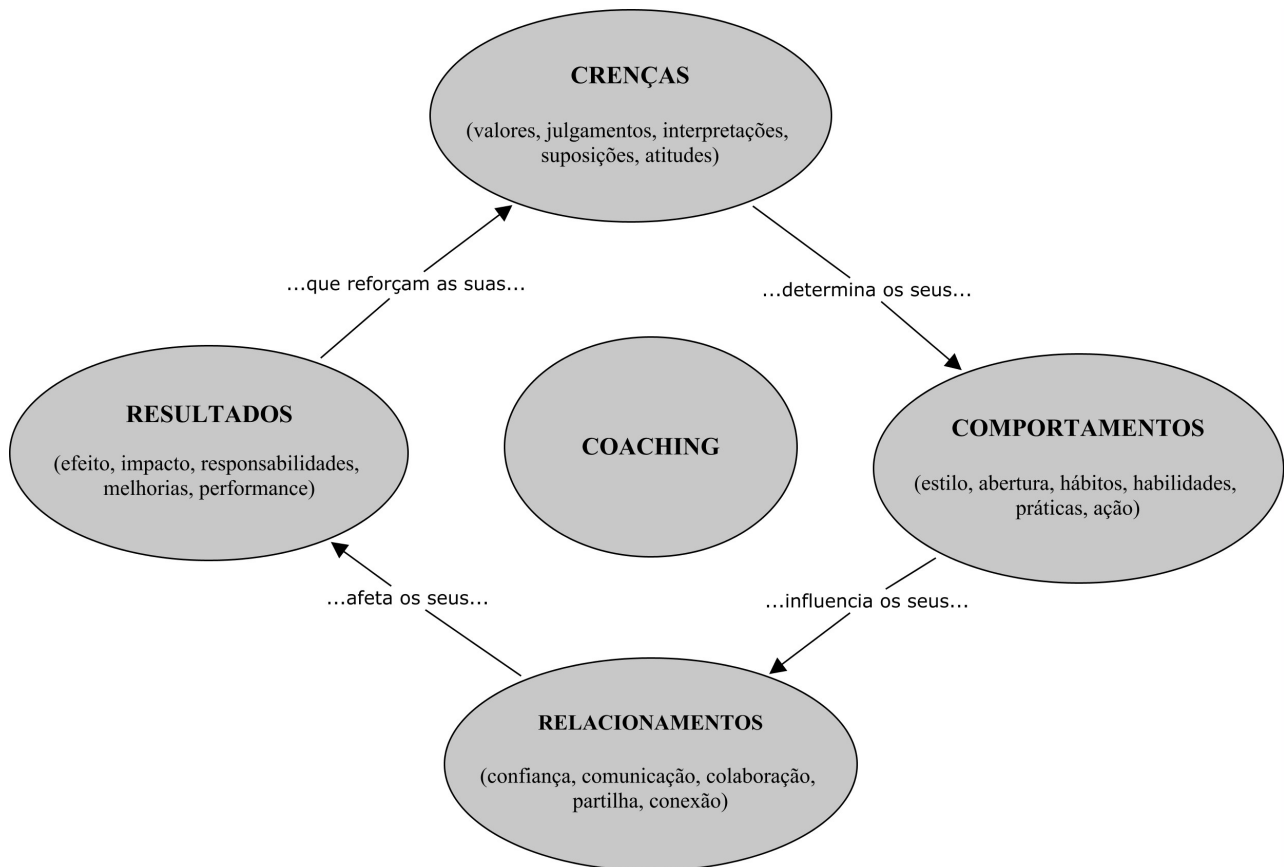 CRENÇAS
(valores, julgamentos, interpretações,
suposições, atitudes)
...que reforçam as suas...
...determina os seus...
RESULTADOS
(efeito, impacto, responsabilidades,
melhorias, performance)
COACHING
COMPORTAMENTOS
(estilo, abertura, hábitos, habilidades,
práticas, ação)
...afeta os seus...
...influencia os seus...
RELACIONAMENTOS
(confiança, comunicação, colaboração,
partilha, conexão)